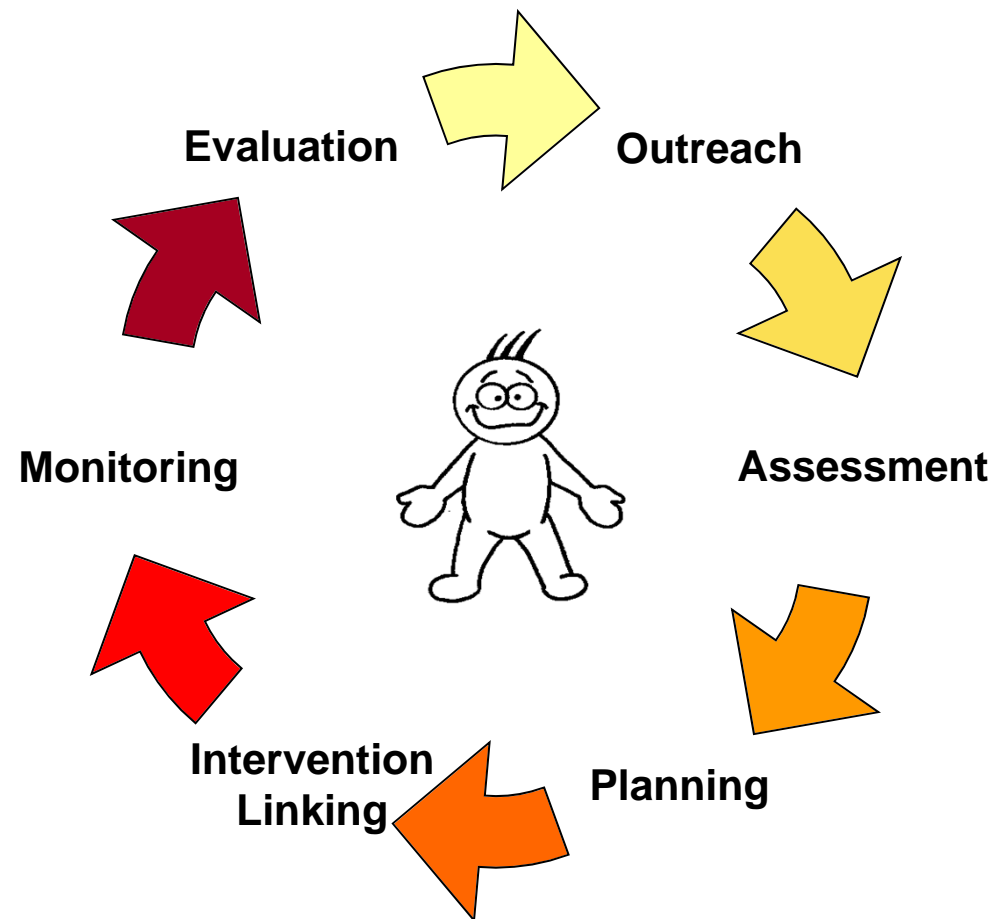 Evaluation
Outreach
Monitoring
Assessment
Intervention
Linking
Planning